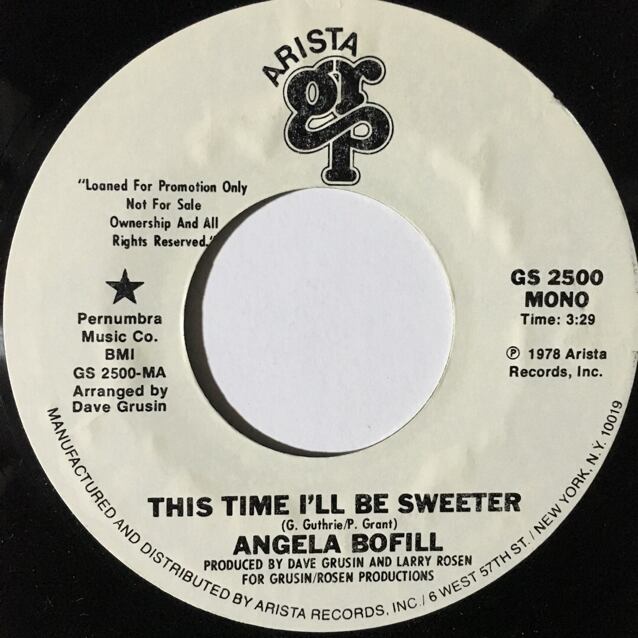 ARISTA
grp
"Loaned For Promotion Only
Not For Sale
Ownership And All
Rights Reserved."
Pernumbra
Music Co.
BMI
GS 2500-MA
Arranged by
Dave Grusin
GS 2500
MONO
Time: 3:29
℗ 1978 Arista
Records, Inc.
THIS TIME I'LL BE SWEETER
(G. Guthrie/P. Grant)
ANGELA BOFILL
PRODUCED BY DAVE GRUSIN AND LARRY ROSEN
FOR GRUSIN/ROSEN PRODUCTIONS
MANUFACTURED AND DISTRIBUTED BY ARISTA RECORDS, INC./6 WEST 57TH ST./NEW YORK, N.Y. 10019